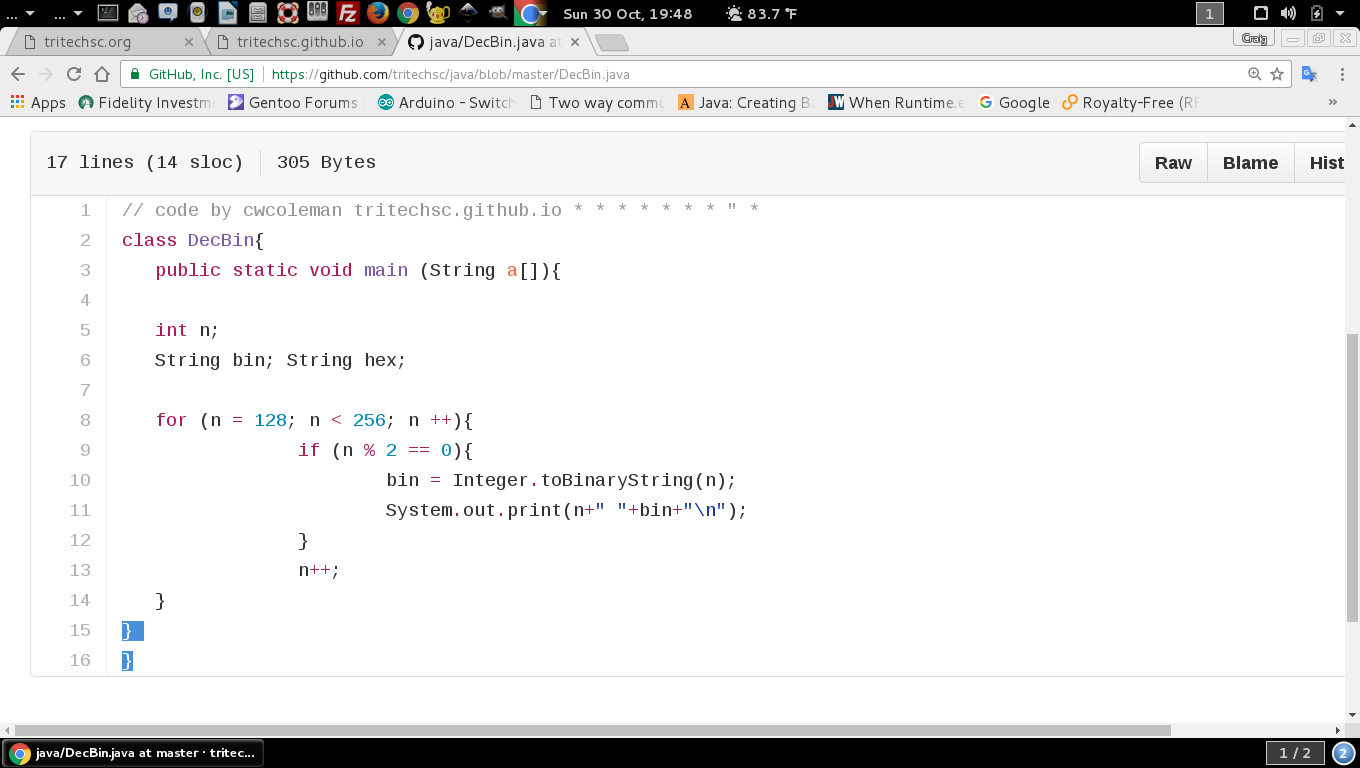 ... ... Sun 30 Oct, 19:48 83.7 °F 1
tritechsc.org × tritechsc.github.io × java/DecBin.java at × Craig
GitHub, Inc. [US] https://github.com/tritechsc/java/blob/master/DecBin.java
Apps Fidelity Investm Gentoo Forums Arduino - Switch Two way commu Java: Creating Ba When Runtime.e Google Royalty-Free (RF »
17 lines (14 sloc) 305 Bytes Raw Blame Hist
1 // code by cwcoleman tritechsc.github.io * * * * * * * " *
2 class DecBin{
3 public static void main (String a[]){
4
5 int n;
6 String bin; String hex;
7
8 for (n = 128; n < 256; n ++){
9 if (n % 2 == 0){
10 bin = Integer.toBinaryString(n);
11 System.out.print(n+" "+bin+"\n");
12 }
13 n++;
14 }
15 }
16 }
java/DecBin.java at master · tritec... 1 / 2 2